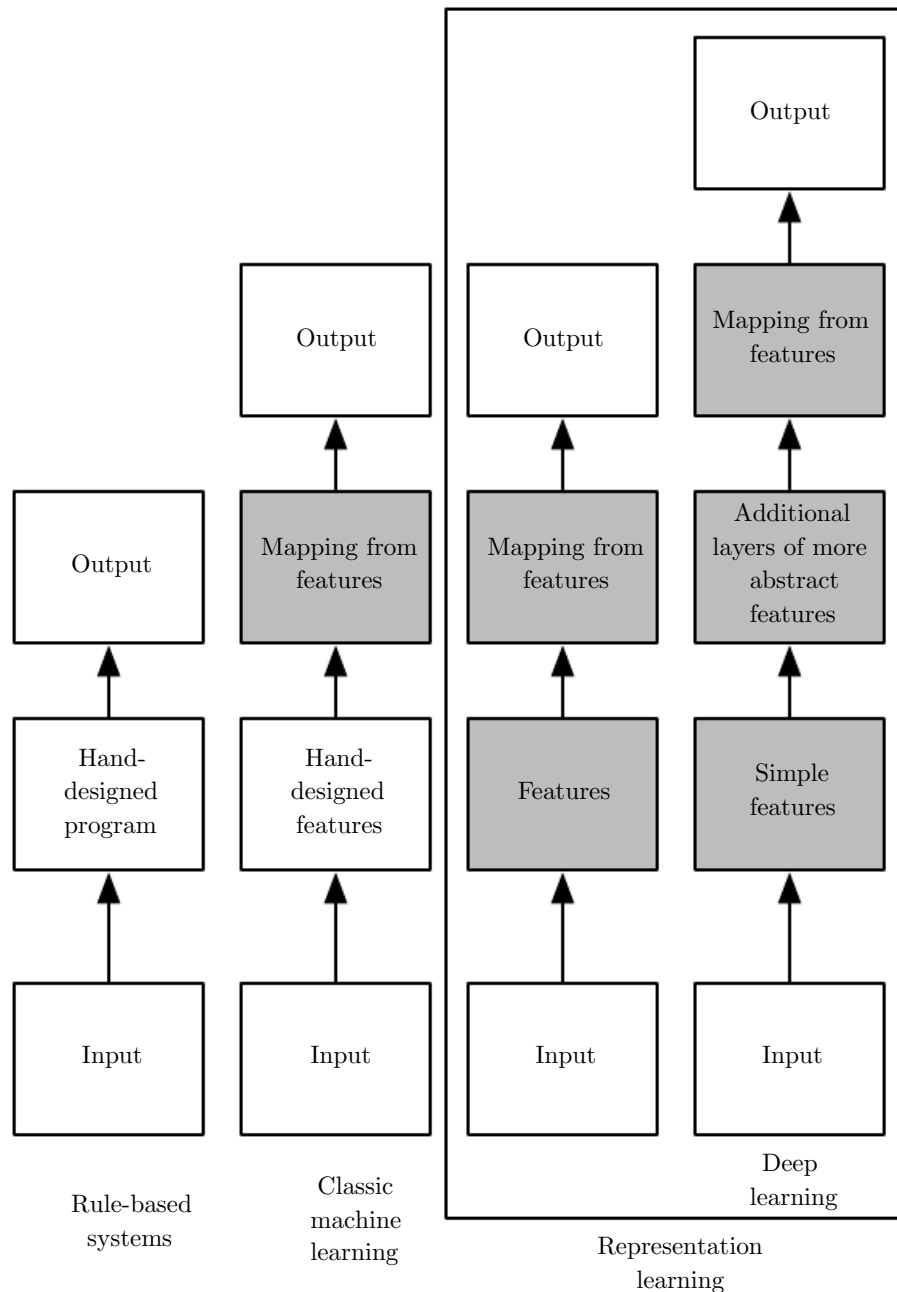 Output
Output
Output
Mapping from
features
Output
Mapping from
features
Mapping from
features
Additional
layers of more
abstract
features
Hand-
designed
program
Hand-
designed
features
Features
Simple
features
Input
Input
Input
Input
Rule-based
systems
Classic
machine
learning
Deep
learning
Representation
learning